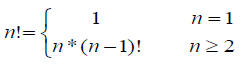 n!= { 1 n = 1
n*(n−1)! n ≥ 2